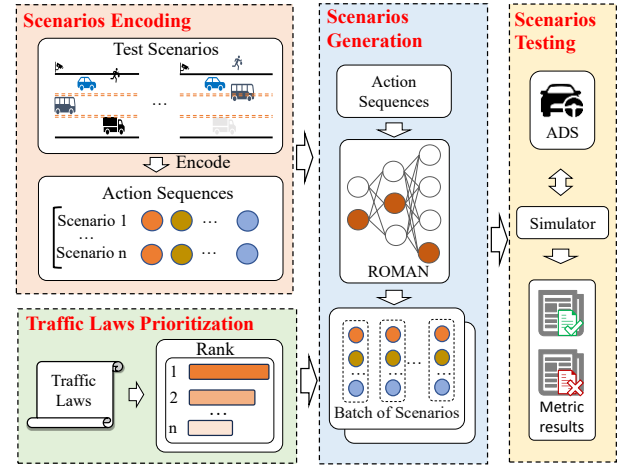 Scenarios Encoding
Test Scenarios
...
Encode
Action Sequences
Scenario 1
...
Scenario n
...
...
Traffic Laws Prioritization
Traffic
Laws
Rank
1
2
...
n
Scenarios
Generation
Action
Sequences
ROMAN
...
Batch of Scenarios
Scenarios
Testing
ADS
Simulator
Metric
results